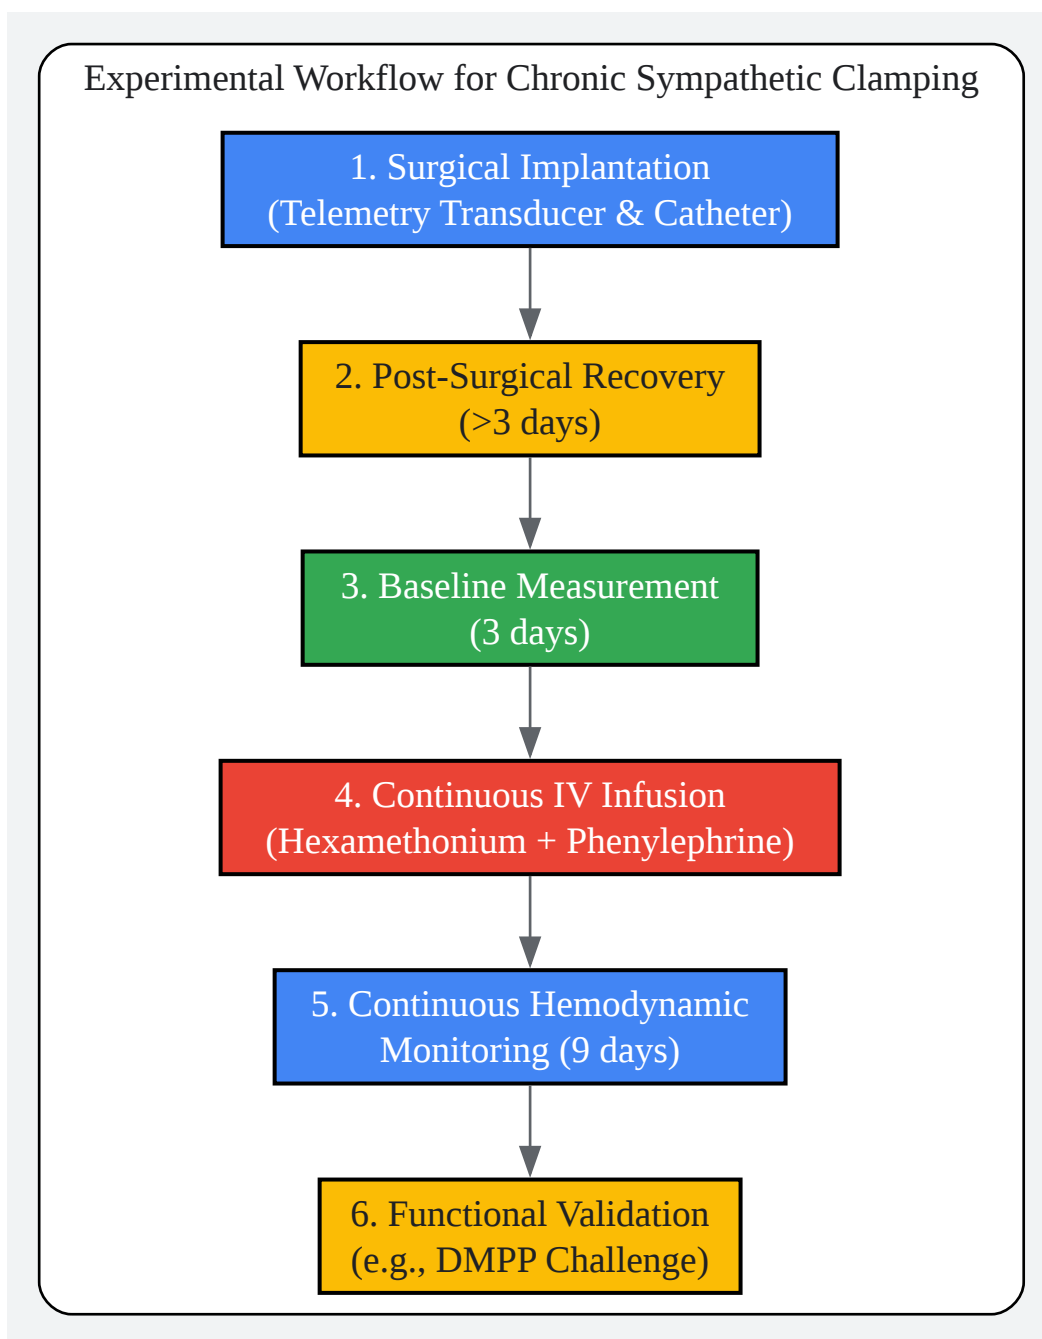 Experimental Workflow for Chronic Sympathetic Clamping
1. Surgical Implantation
(Telemetry Transducer & Catheter)
2. Post-Surgical Recovery
(>3 days)
3. Baseline Measurement
(3 days)
4. Continuous IV Infusion
(Hexamethonium + Phenylephrine)
5. Continuous Hemodynamic
Monitoring (9 days)
6. Functional Validation
(e.g., DMPP Challenge)